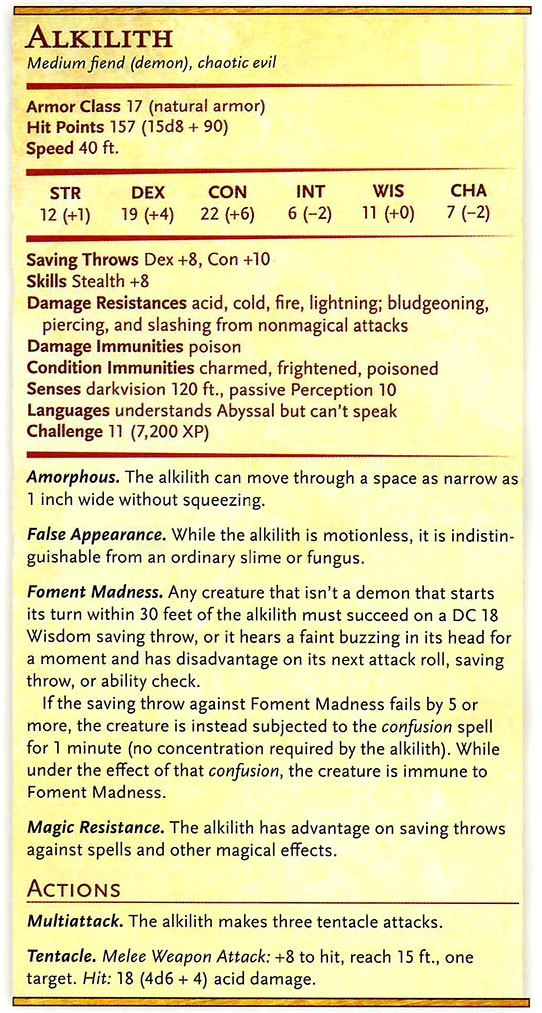 ALKILITH
Medium fiend (demon), chaotic evil
Armor Class 17 (natural armor)
Hit Points 157 (15d8 + 90)
Speed 40 ft.
STR DEX CON INT WIS CHA
12 (+1) 19 (+4) 22 (+6) 6 (−2) 11 (+0) 7 (−2)
Saving Throws Dex +8, Con +10
Skills Stealth +8
Damage Resistances acid, cold, fire, lightning; bludgeoning,
piercing, and slashing from nonmagical attacks
Damage Immunities poison
Condition Immunities charmed, frightened, poisoned
Senses darkvision 120 ft., passive Perception 10
Languages understands Abyssal but can't speak
Challenge 11 (7,200 XP)
Amorphous. The alkilith can move through a space as narrow as
1 inch wide without squeezing.
False Appearance. While the alkilith is motionless, it is indistin-
guishable from an ordinary slime or fungus.
Foment Madness. Any creature that isn't a demon that starts
its turn within 30 feet of the alkilith must succeed on a DC 18
Wisdom saving throw, or it hears a faint buzzing in its head for
a moment and has disadvantage on its next attack roll, saving
throw, or ability check.
If the saving throw against Foment Madness fails by 5 or
more, the creature is instead subjected to the confusion spell
for 1 minute (no concentration required by the alkilith). While
under the effect of that confusion, the creature is immune to
Foment Madness.
Magic Resistance. The alkilith has advantage on saving throws
against spells and other magical effects.
ACTIONS
Multiattack. The alkilith makes three tentacle attacks.
Tentacle. Melee Weapon Attack: +8 to hit, reach 15 ft., one
target. Hit: 18 (4d6 + 4) acid damage.